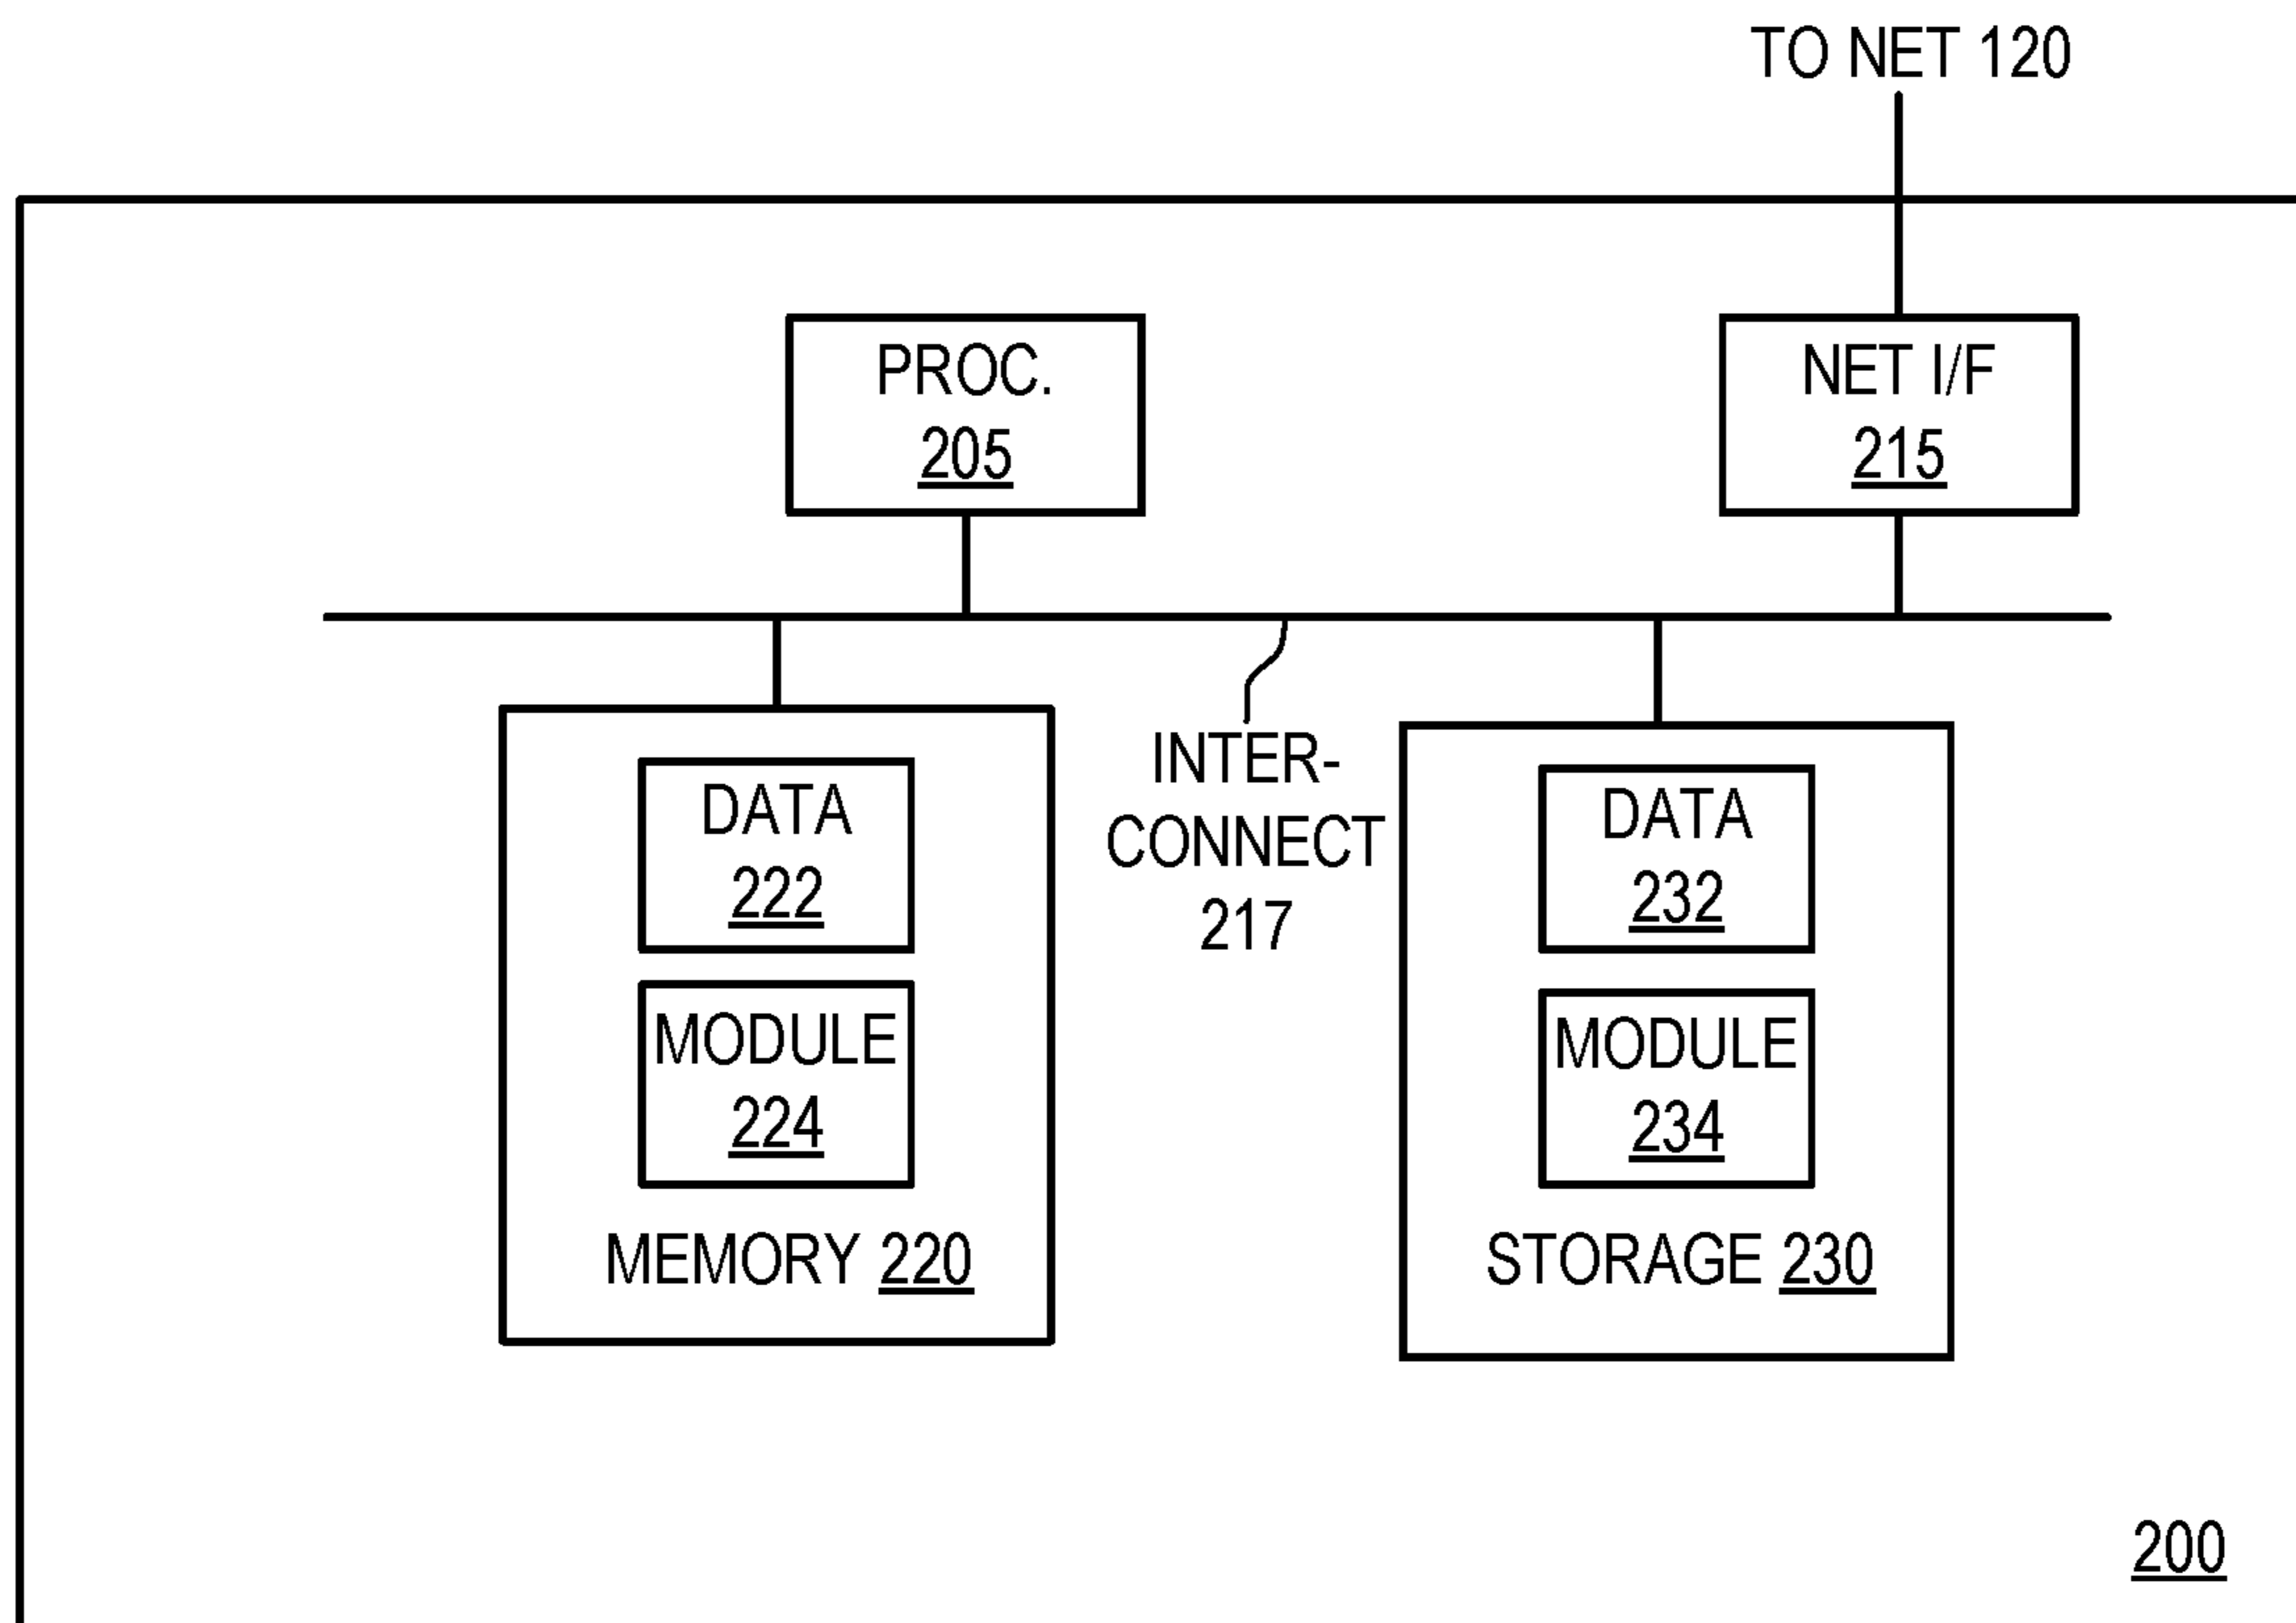 TO NET 120
PROC.
205
NET I/F
215
INTER-
CONNECT
217
DATA
222
MODULE
224
MEMORY 220
DATA
232
MODULE
234
STORAGE 230
200